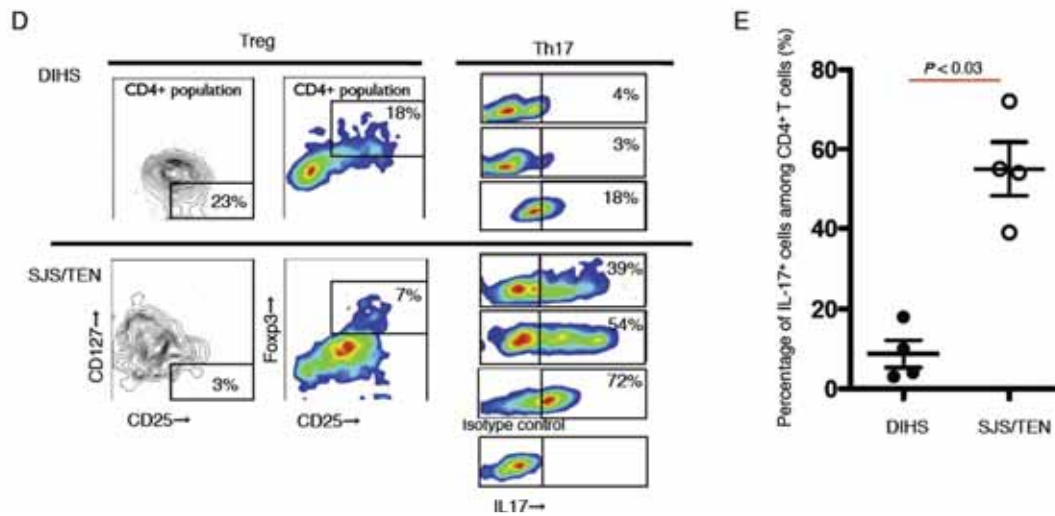 D
Treg
Th17
DIHS
CD4+ population
CD4+ population
23%
18%
4%
3%
18%
SJS/TEN
CD127→
3%
CD25→
Foxp3→
7%
CD25→
39%
54%
72%
Isotype control
IL17→
E
Percentage of IL-17⁺ cells among CD4⁺ T cells (%)
P < 0.03
80
60
40
20
0
DIHS
SJS/TEN